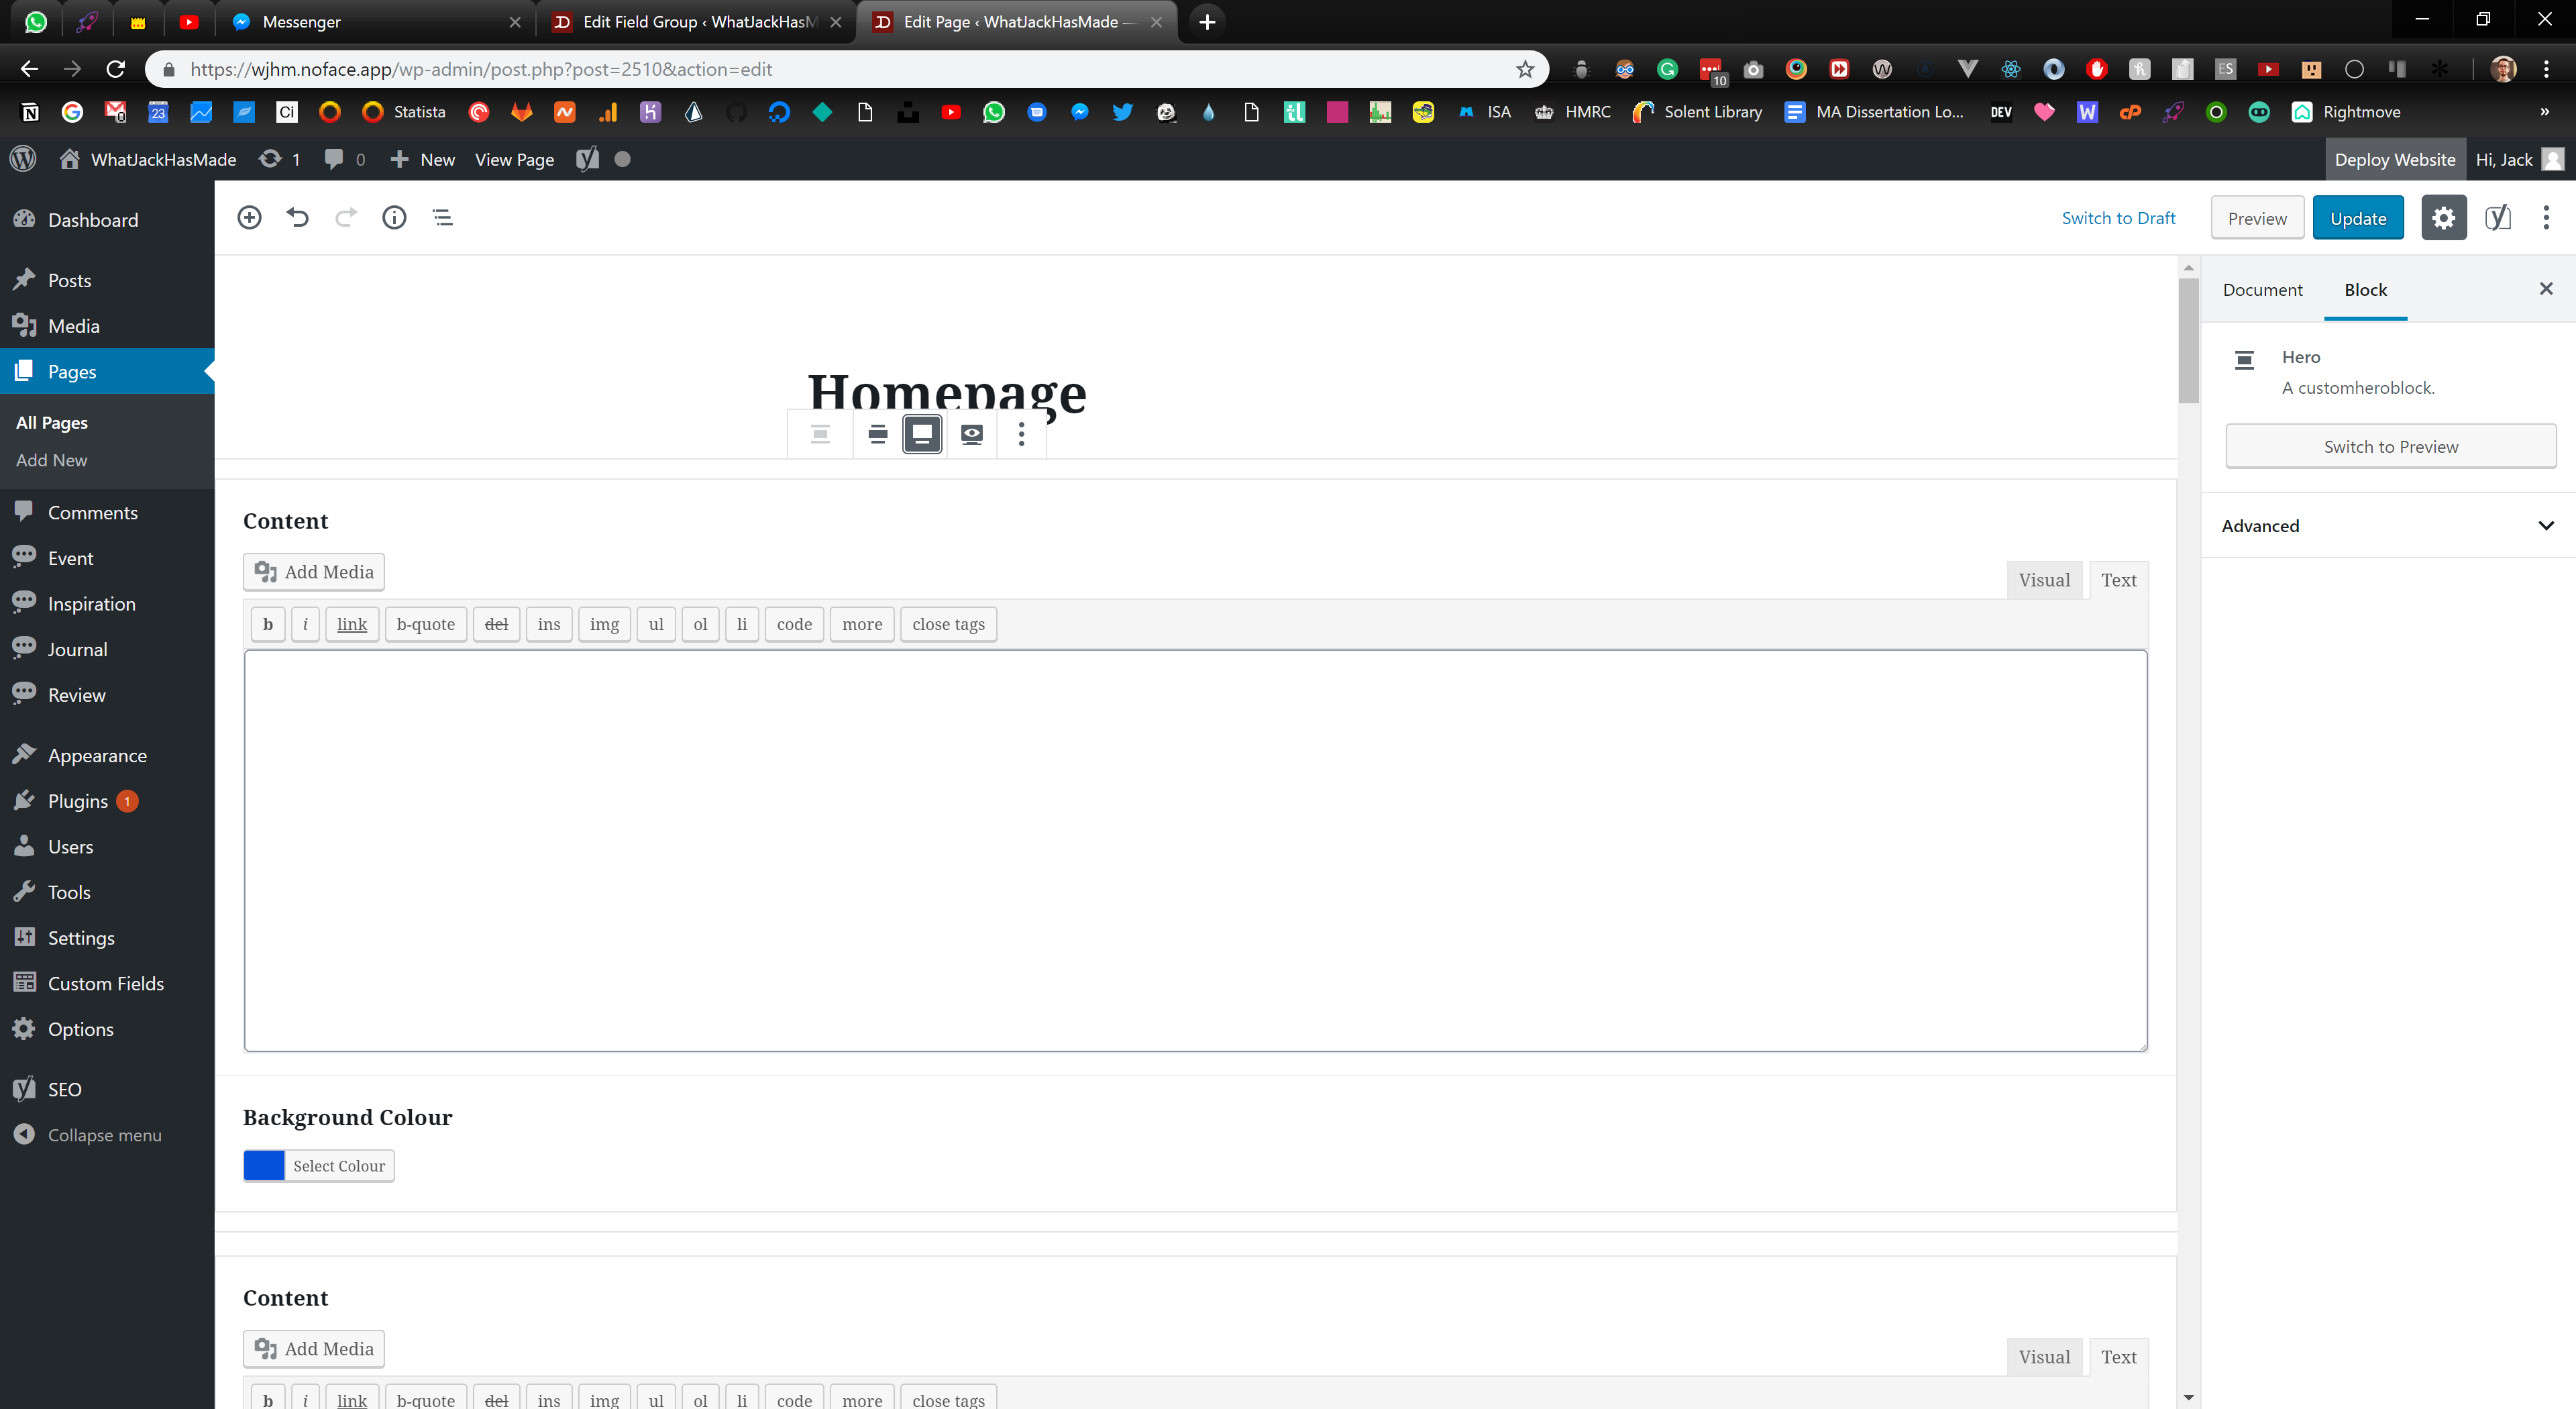 Messenger
Edit Field Group ‹ WhatJackHasM
Edit Page ‹ WhatJackHasMade —
https://wjhm.noface.app/wp-admin/post.php?post=2510&action=edit
10
ES
23
Ci
Statista
ISA
HMRC
Solent Library
MA Dissertation Lo...
DEV
Rightmove
»
WhatJackHasMade
1
0
New
View Page
Deploy Website
Hi, Jack
Dashboard
Posts
Media
Pages
All Pages
Add New
Comments
Event
Inspiration
Journal
Review
Appearance
Plugins 1
Users
Tools
Settings
Custom Fields
Options
SEO
Collapse menu
Switch to Draft
Preview
Update
Homepage
Content
Add Media
Visual
Text
b
i
link
b-quote
del
ins
img
ul
ol
li
code
more
close tags
Background Colour
Select Colour
Content
Add Media
Visual
Text
b
i
link
b-quote
del
ins
img
ul
ol
li
code
more
close tags
Document
Block
Hero
A customheroblock.
Switch to Preview
Advanced